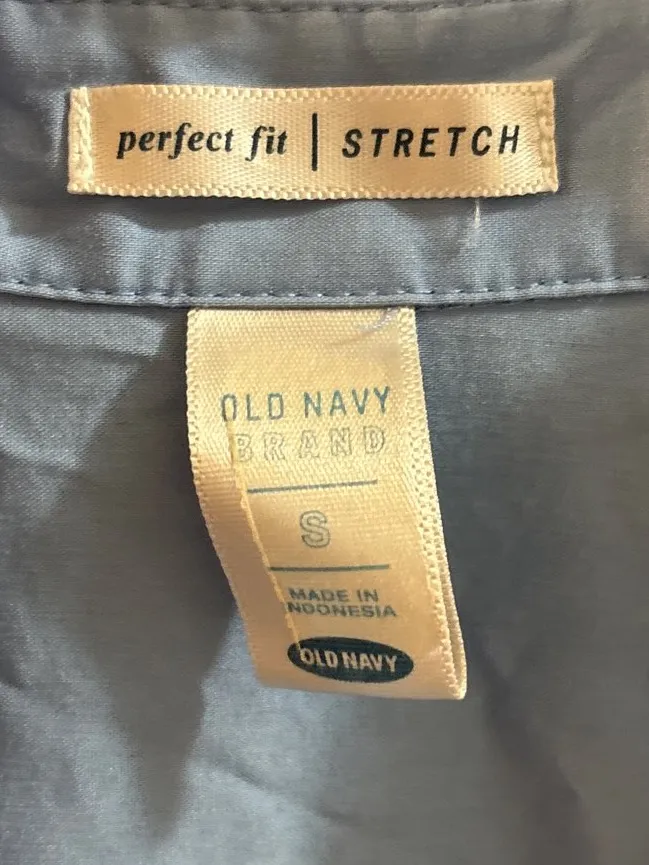 perfect fit | STRETCH
OLD NAVY
BRAND
S
MADE IN
INDONESIA
OLD NAVY